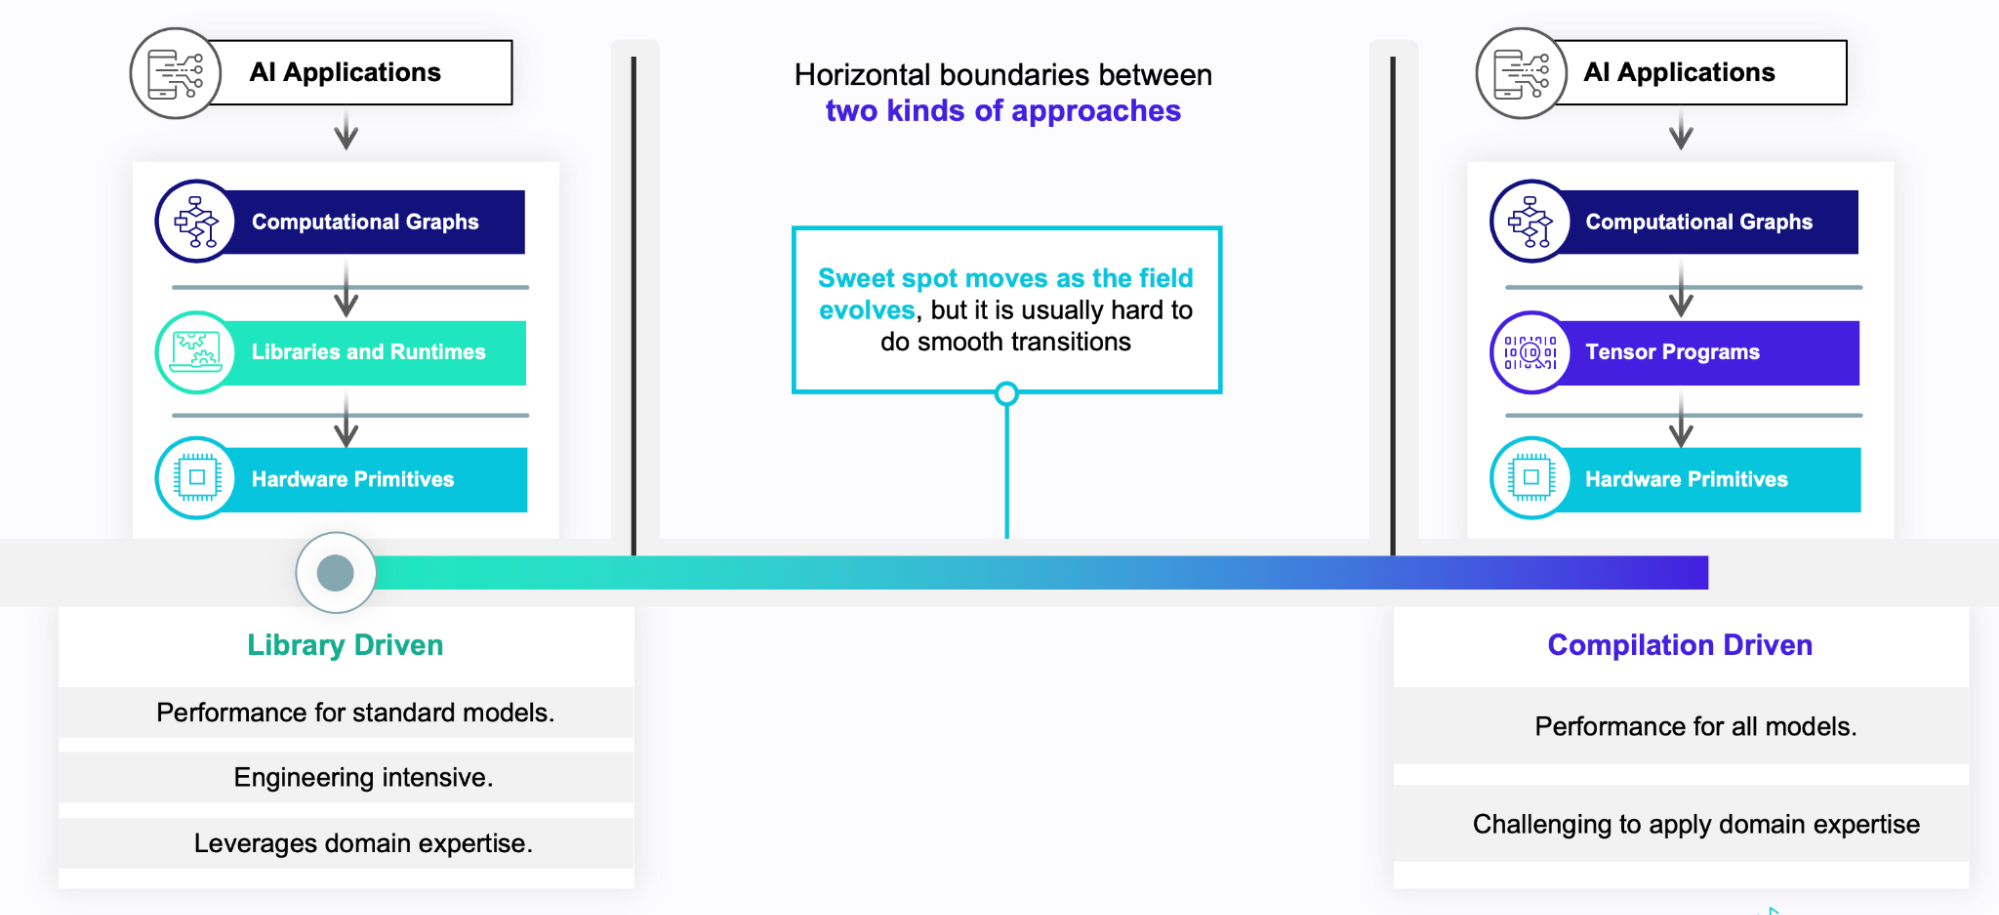 AI Applications
Computational Graphs
Libraries and Runtimes
Hardware Primitives
Library Driven
Performance for standard models.
Engineering intensive.
Leverages domain expertise.
Horizontal boundaries between
two kinds of approaches
Sweet spot moves as the field
evolves, but it is usually hard to
do smooth transitions
AI Applications
Computational Graphs
Tensor Programs
Hardware Primitives
Compilation Driven
Performance for all models.
Challenging to apply domain expertise